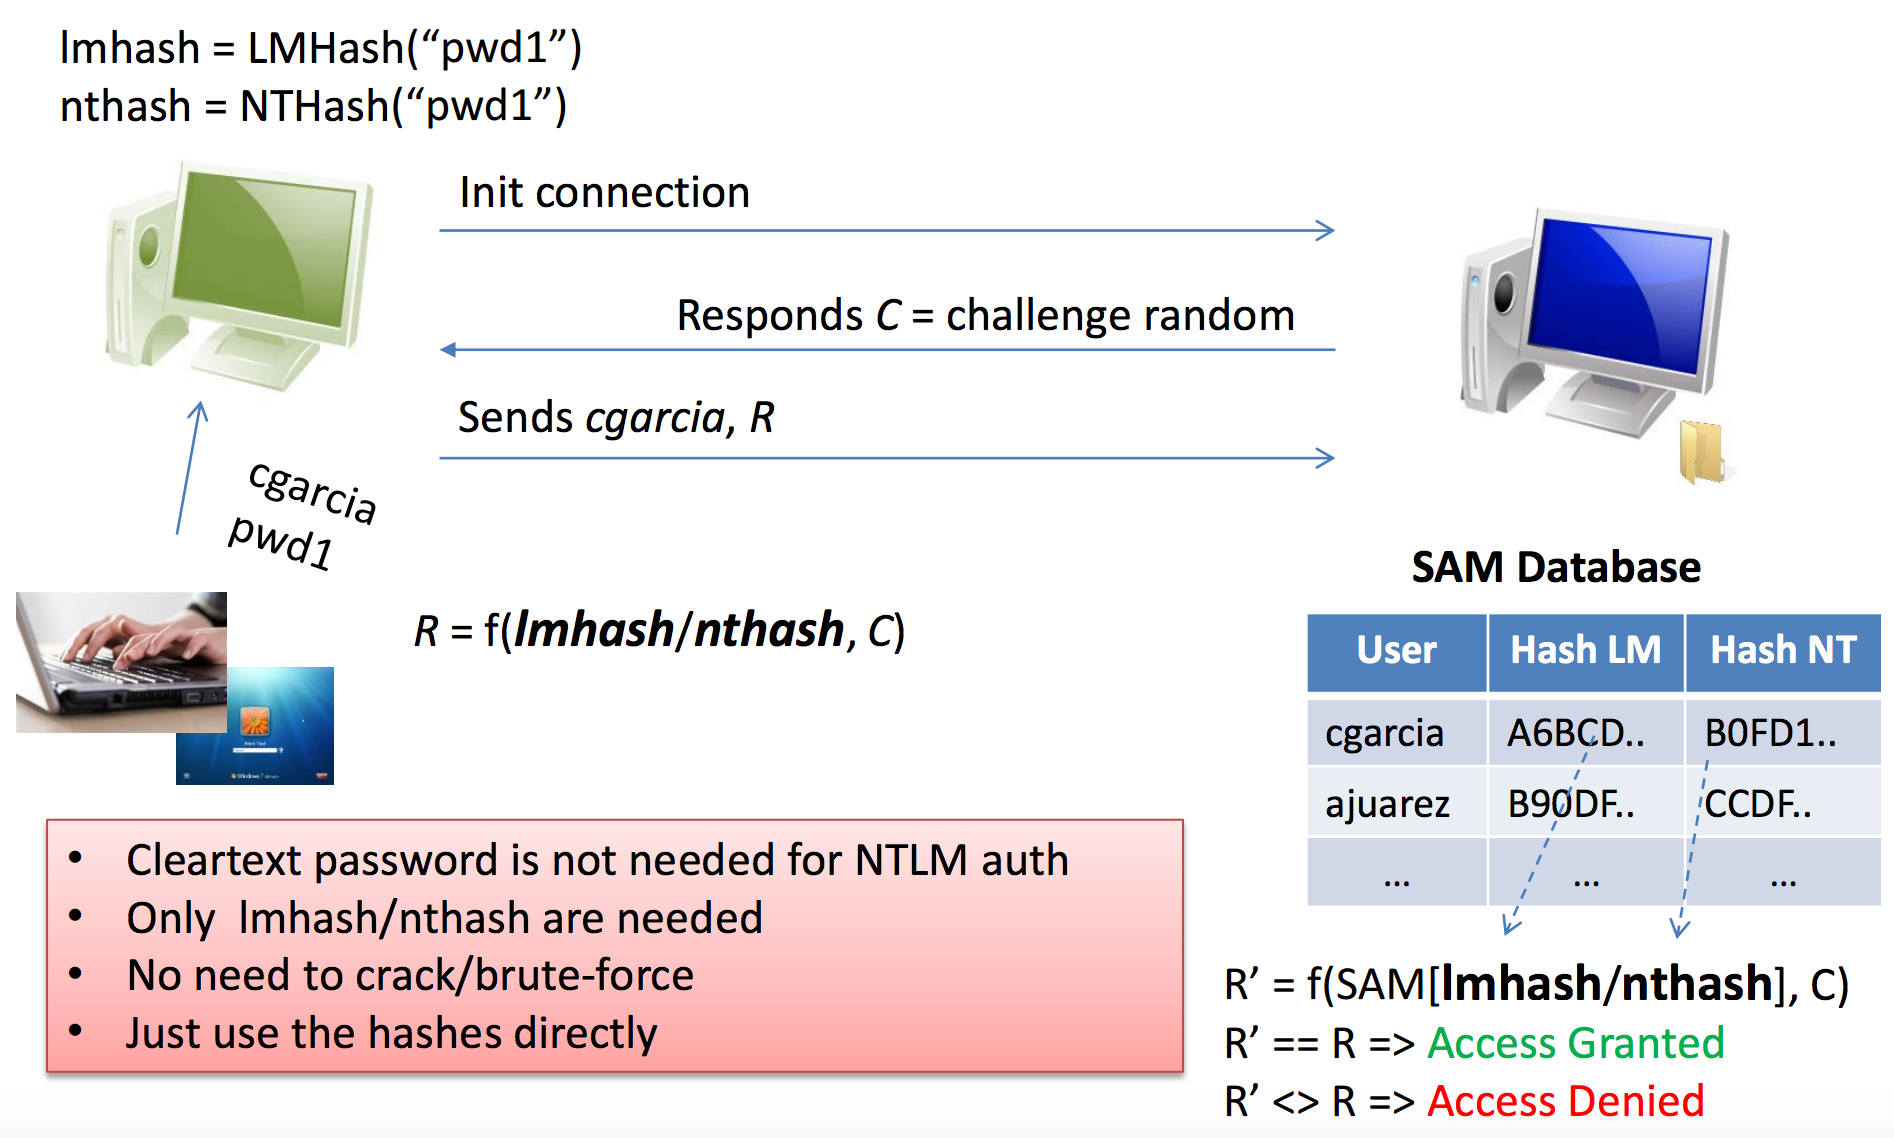 lmhash = LMHash(“pwd1”)
nthash = NTHash(“pwd1”)
Init connection
Responds C = challenge random
Sends cgarcia, R
cgarcia
pwd1
R = f(lmhash/nthash, C)
SAM Database
User Hash LM Hash NT
cgarcia A6BCD.. B0FD1..
ajuarez B90DF.. CCDF..
... ... ...
• Cleartext password is not needed for NTLM auth
• Only lmhash/nthash are needed
• No need to crack/brute-force
• Just use the hashes directly
R’ = f(SAM[lmhash/nthash], C)
R’ == R => Access Granted
R’ <> R => Access Denied